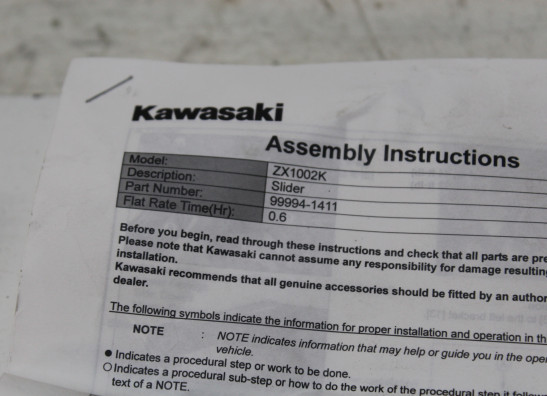 Kawasaki
Assembly Instructions
Model: ZX1002K
Description: Slider
Part Number: 99994-1411
Flat Rate Time(Hr): 0.6
Before you begin, read through these instructions and check that all parts are pre
Please note that Kawasaki cannot assume any responsibility for damage resulting
installation.
Kawasaki recommends that all genuine accessories should be fitted by an author
dealer.
The following symbols indicate the information for proper installation and operation in th
NOTE : NOTE indicates information that may help or guide you in the oper
vehicle.
● Indicates a procedural step or work to be done.
○ Indicates a procedural sub-step or how to do the work of the procedural step it follow
text of a NOTE.